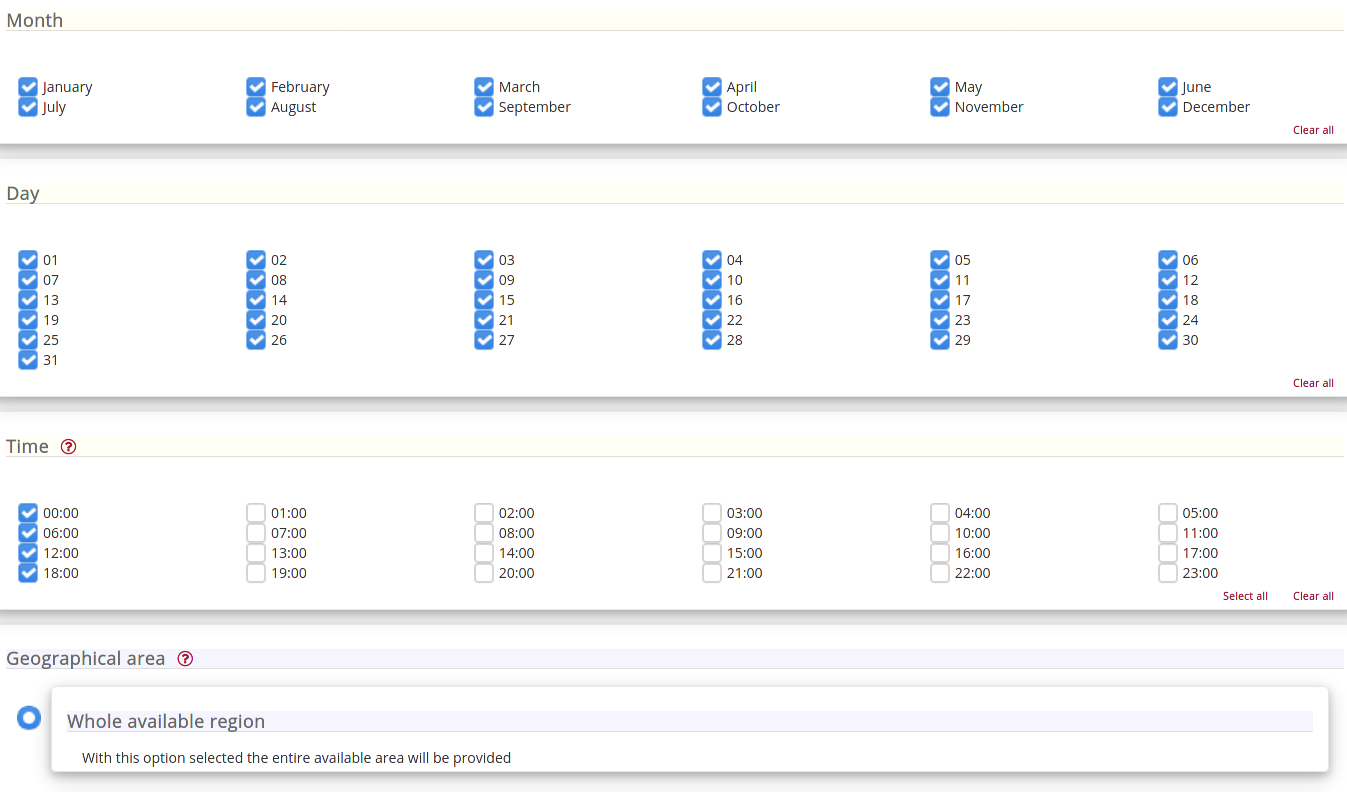 Month
January February March April May June
July August September October November December
Clear all
Day
01 02 03 04 05 06
07 08 09 10 11 12
13 14 15 16 17 18
19 20 21 22 23 24
25 26 27 28 29 30
31
Clear all
Time ?
00:00 01:00 02:00 03:00 04:00 05:00
06:00 07:00 08:00 09:00 10:00 11:00
12:00 13:00 14:00 15:00 16:00 17:00
18:00 19:00 20:00 21:00 22:00 23:00
Select all Clear all
Geographical area ?
Whole available region
With this option selected the entire available area will be provided